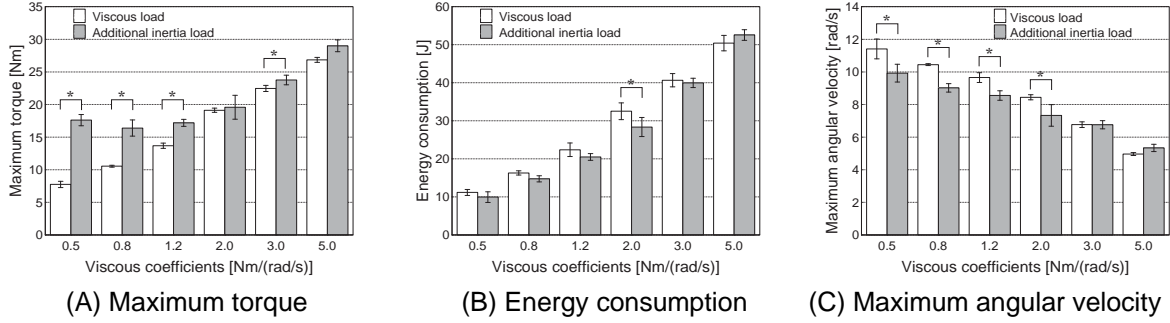 Viscous load
Additional inertia load
Maximum torque [Nm]
35
30
25
20
15
10
5
0
*
*
*
*
0.5 0.8 1.2 2.0 3.0 5.0
Viscous coefficients [Nm/(rad/s)]
(A) Maximum torque
Viscous load
Additional inertia load
Energy consumption [J]
60
50
40
30
20
10
0
*
0.5 0.8 1.2 2.0 3.0 5.0
Viscous coefficients [Nm/(rad/s)]
(B) Energy consumption
Viscous load
Additional inertia load
Maximum angular velocity [rad/s]
14
12
10
8
6
4
2
0
*
*
*
*
0.5 0.8 1.2 2.0 3.0 5.0
Viscous coefficients [Nm/(rad/s)]
(C) Maximum angular velocity